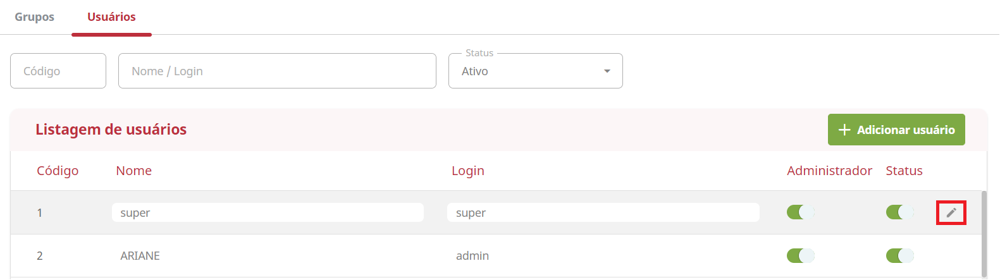 Grupos Usuários
Status
Código Nome / Login Ativo
Listagem de usuários Adicionar usuário
Código Nome Login Administrador Status
1 super super
2 ARIANE admin